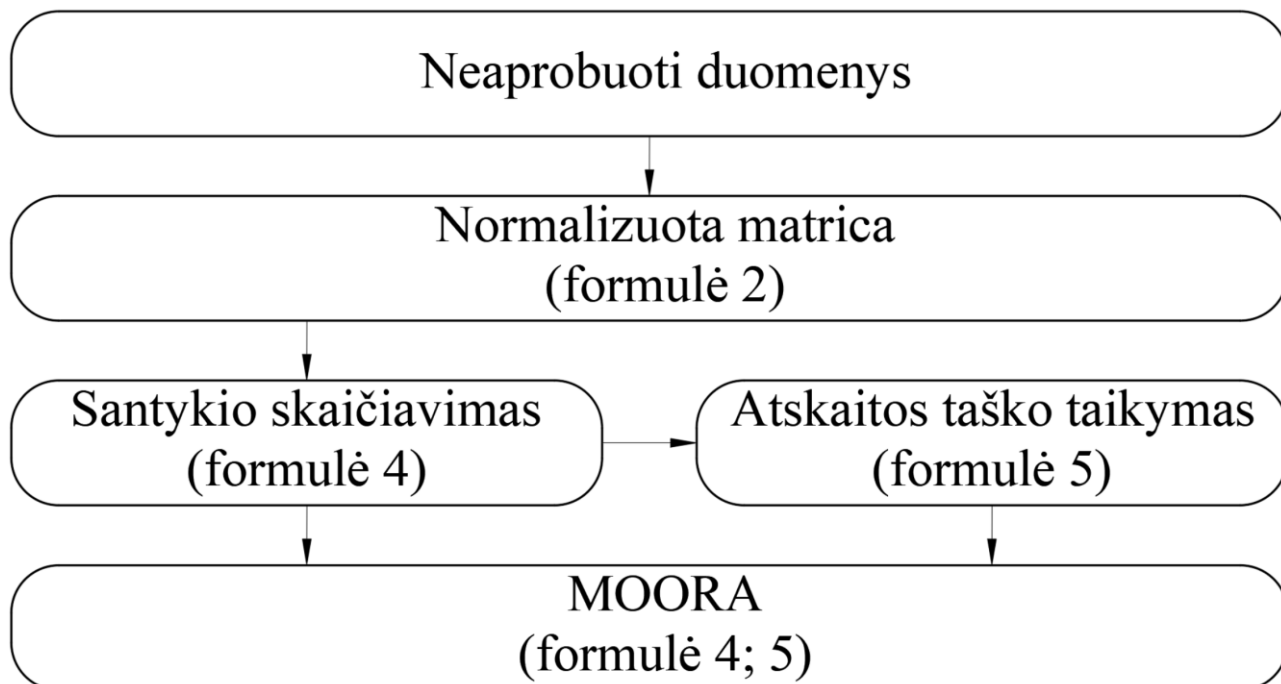 Neaprobuoti duomenys
Normalizuota matrica
(formulė 2)
Santykio skaičiavimas
(formulė 4)
Atskaitos taško taikymas
(formulė 5)
MOORA
(formulė 4; 5)